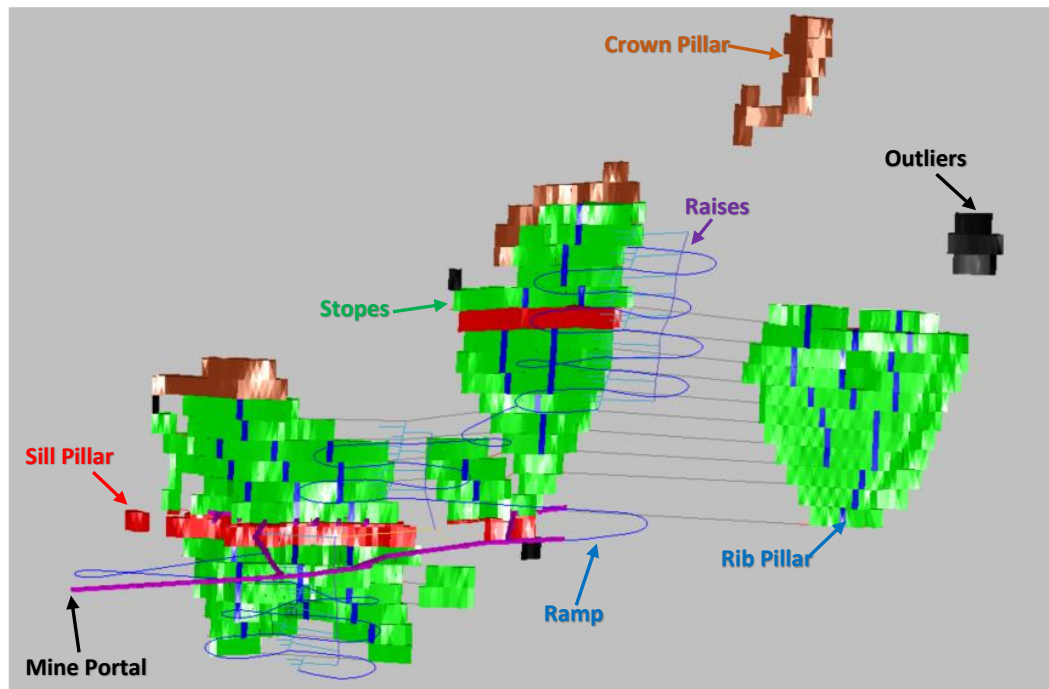 Crown Pillar
Outliers
Raises
Stopes
Sill Pillar
Rib Pillar
Ramp
Mine Portal